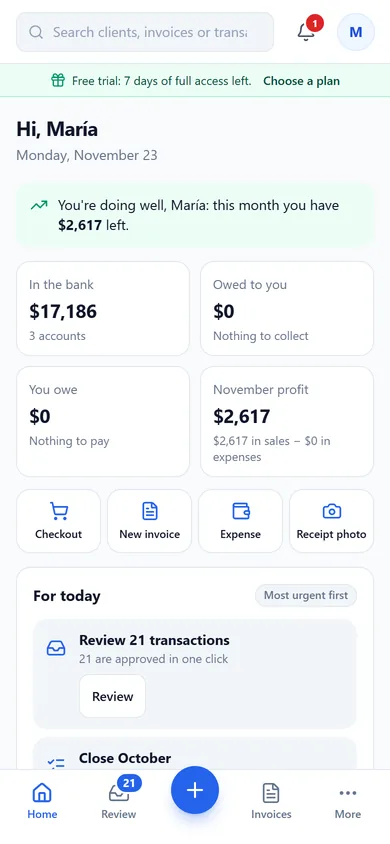 Search clients, invoices or transa
1
M
Free trial: 7 days of full access left. Choose a plan
Hi, María
Monday, November 23
You're doing well, María: this month you have
$2,617 left.
In the bank
$17,186
3 accounts
Owed to you
$0
Nothing to collect
You owe
$0
Nothing to pay
November profit
$2,617
$2,617 in sales − $0 in
expenses
Checkout
New invoice
Expense
Receipt photo
For today
Most urgent first
Review 21 transactions
21 are approved in one click
Review
Close October
Home
21
Review
Invoices
More